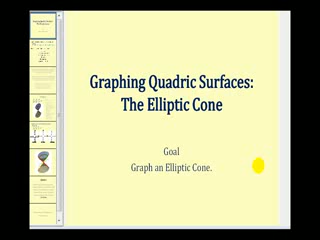 Graphing Quadric Surfaces:
The Elliptic Cone
Goal
Graph an Elliptic Cone.